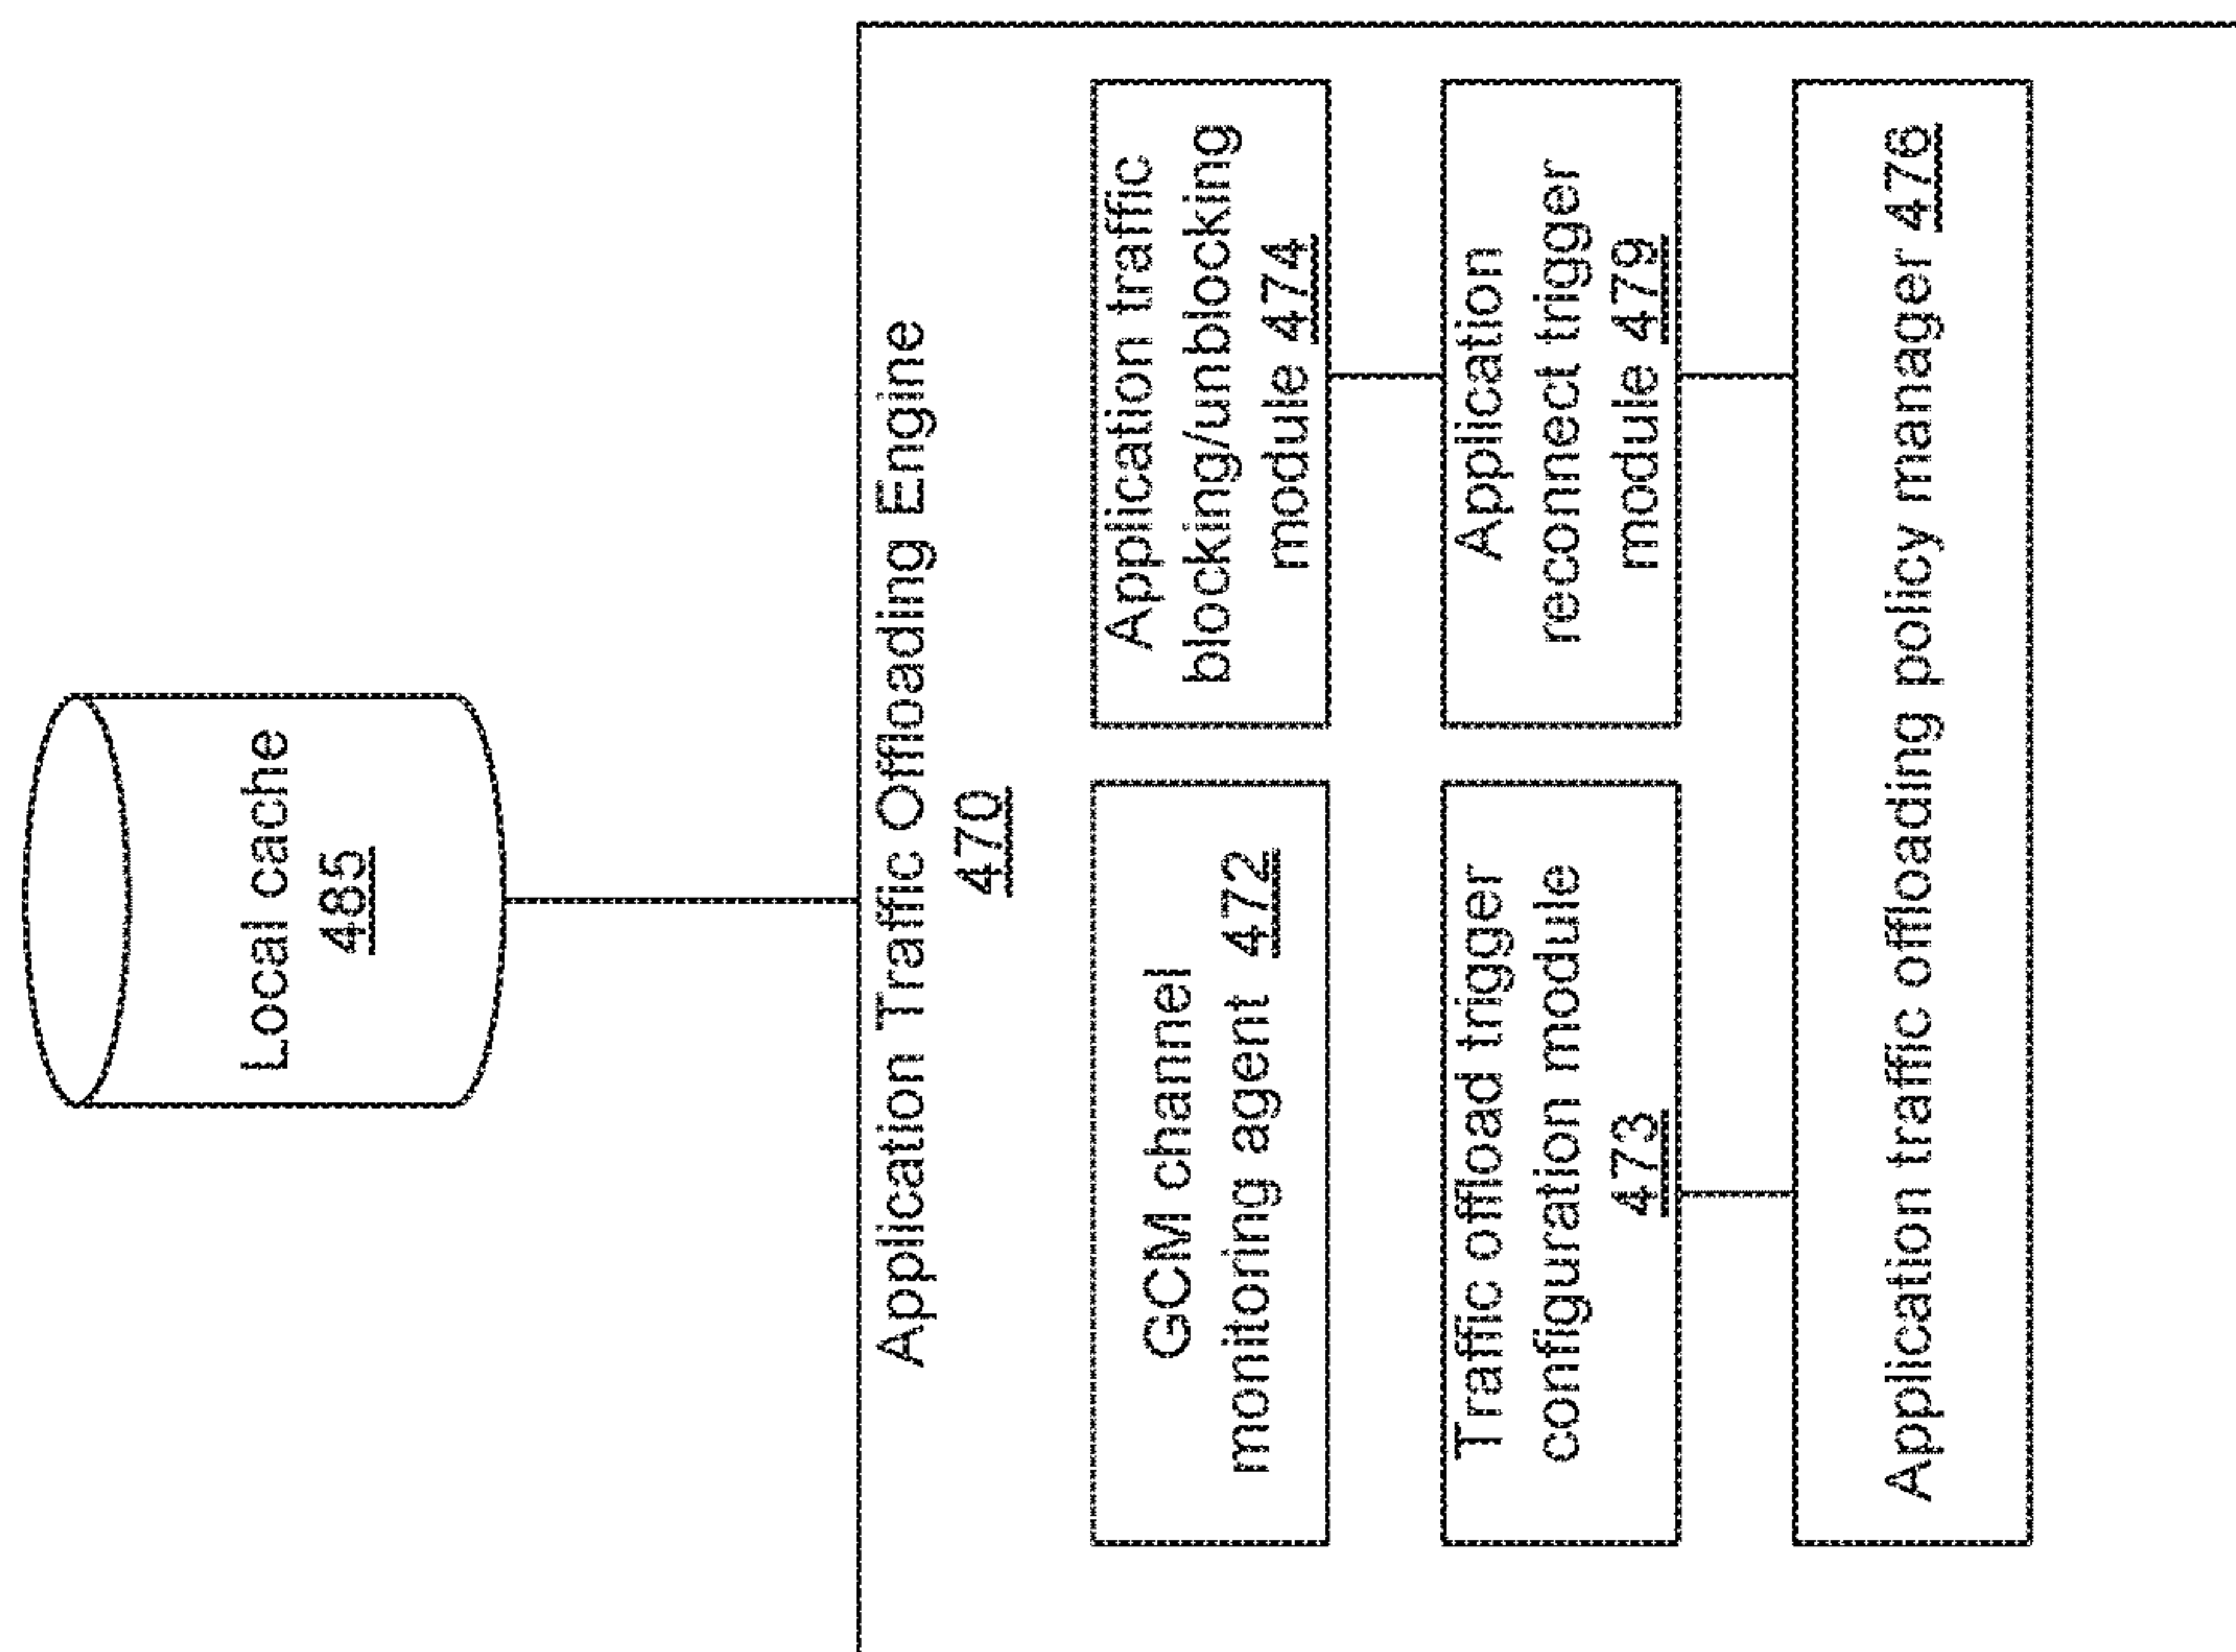 Local cache
485
Application Traffic Offloading Engine
470
GCM channel
monitoring agent 472
Application traffic
blocking/unblocking
module 474
Traffic offload trigger
configuration module
473
Application
reconnect trigger
module 479
Application traffic offloading policy manager 476